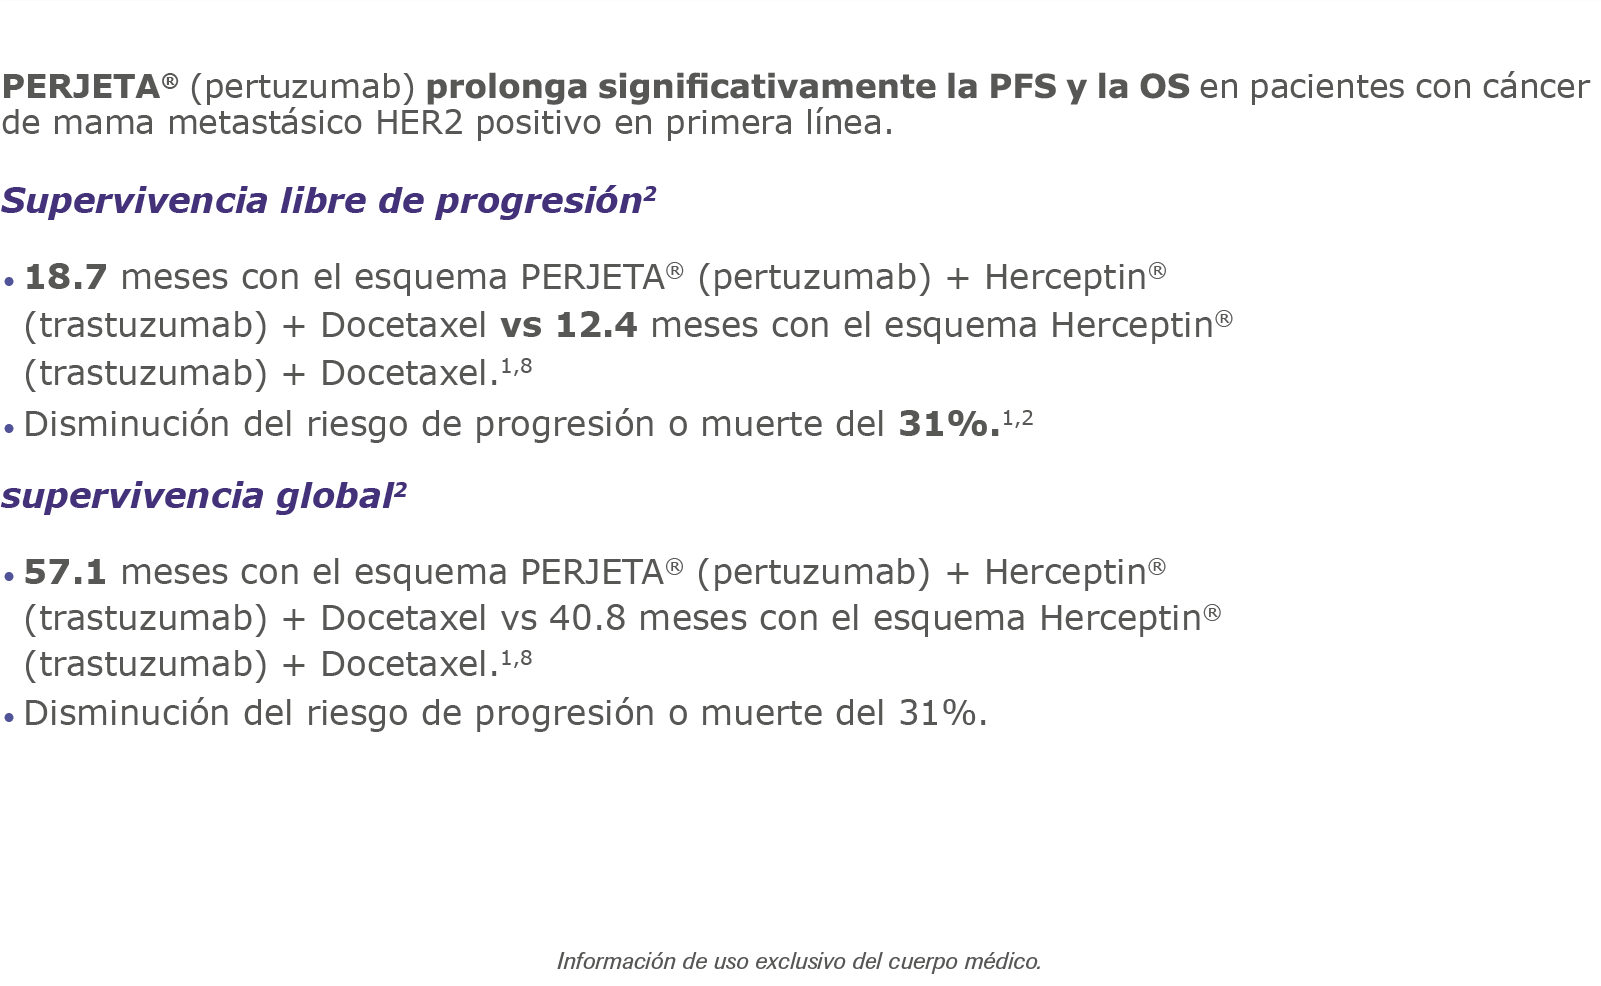 PERJETA® (pertuzumab) prolonga significativamente la PFS y la OS en pacientes con cáncer
de mama metastásico HER2 positivo en primera línea.
Supervivencia libre de progresión²
• 18.7 meses con el esquema PERJETA® (pertuzumab) + Herceptin®
(trastuzumab) + Docetaxel vs 12.4 meses con el esquema Herceptin®
(trastuzumab) + Docetaxel.¹,⁸
• Disminución del riesgo de progresión o muerte del 31%.¹,²
supervivencia global²
• 57.1 meses con el esquema PERJETA® (pertuzumab) + Herceptin®
(trastuzumab) + Docetaxel vs 40.8 meses con el esquema Herceptin®
(trastuzumab) + Docetaxel.¹,⁸
• Disminución del riesgo de progresión o muerte del 31%.
Información de uso exclusivo del cuerpo médico.